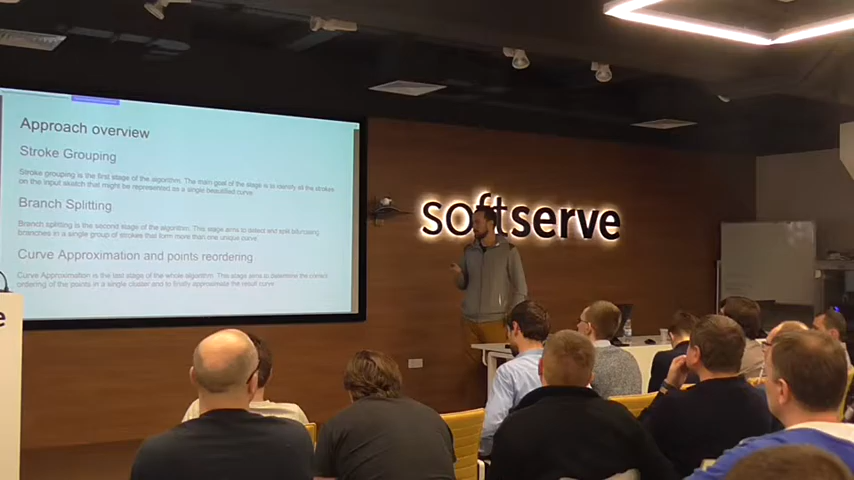 Approach overview
Stroke Grouping
Stroke grouping is the first stage of the algorithm. The main goal of the stage is to identify all the strokes
on the input sketch that might be represented as a single beautified curve.
Branch Splitting
Branch splitting is the second stage of the algorithm. This stage aims to detect and split bifurcating
branches in a single group of strokes that form more than one unique curve.
Curve Approximation and points reordering
Curve Approximation is the last stage of the whole algorithm. This stage aims to determine the correct
ordering of the points in a single cluster and to finally approximate the result curve.
softserve
e